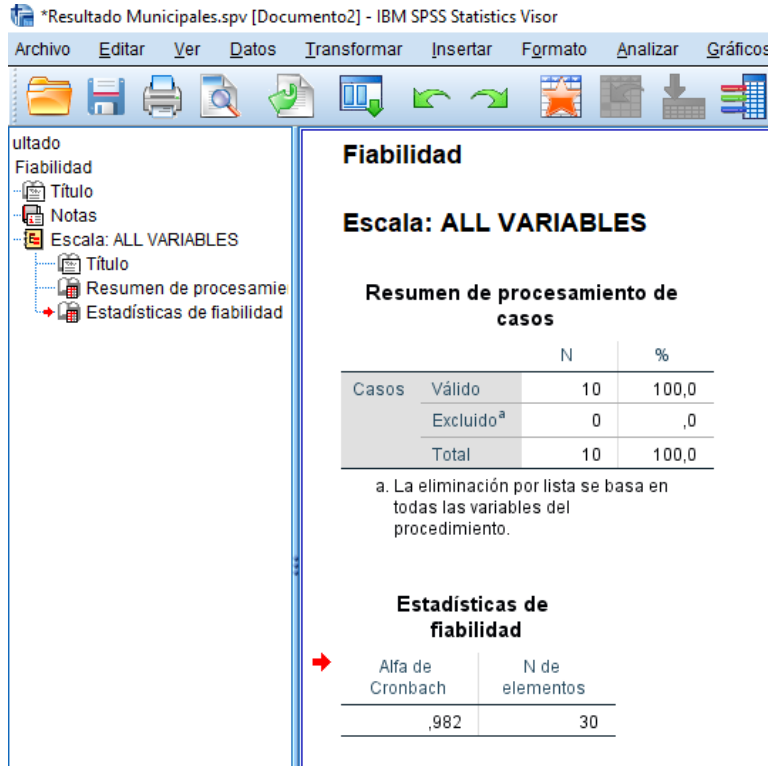 *Resultado Municipales.spv [Documento2] - IBM SPSS Statistics Visor
Archivo Editar Ver Datos Transformar Insertar Formato Analizar Gráficos
ultado
Fiabilidad
Título
Notas
Escala: ALL VARIABLES
Título
Resumen de procesamie
Estadísticas de fiabilidad
Fiabilidad
Escala: ALL VARIABLES
Resumen de procesamiento de
casos
N %
Casos Válido 10 100,0
Excluido^a 0 ,0
Total 10 100,0
a. La eliminación por lista se basa en
todas las variables del
procedimiento.
Estadísticas de
fiabilidad
Alfa de N de
Cronbach elementos
,982 30